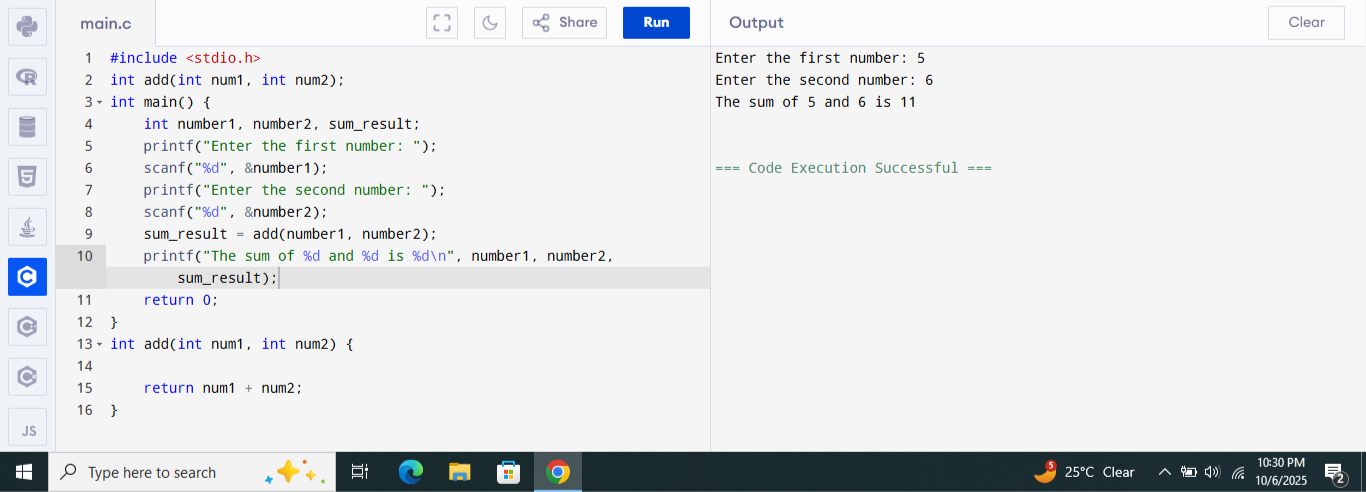 main.c
Share
Run
Output
Clear
1 #include <stdio.h>
2 int add(int num1, int num2);
3 int main() {
4 int number1, number2, sum_result;
5 printf("Enter the first number: ");
6 scanf("%d", &number1);
7 printf("Enter the second number: ");
8 scanf("%d", &number2);
9 sum_result = add(number1, number2);
10 printf("The sum of %d and %d is %d\n", number1, number2,
sum_result);
11 return 0;
12 }
13 int add(int num1, int num2) {
14
15 return num1 + num2;
16 }
Enter the first number: 5
Enter the second number: 6
The sum of 5 and 6 is 11
=== Code Execution Successful ===
JS
Type here to search
5
25°C Clear
10:30 PM
10/6/2025
2